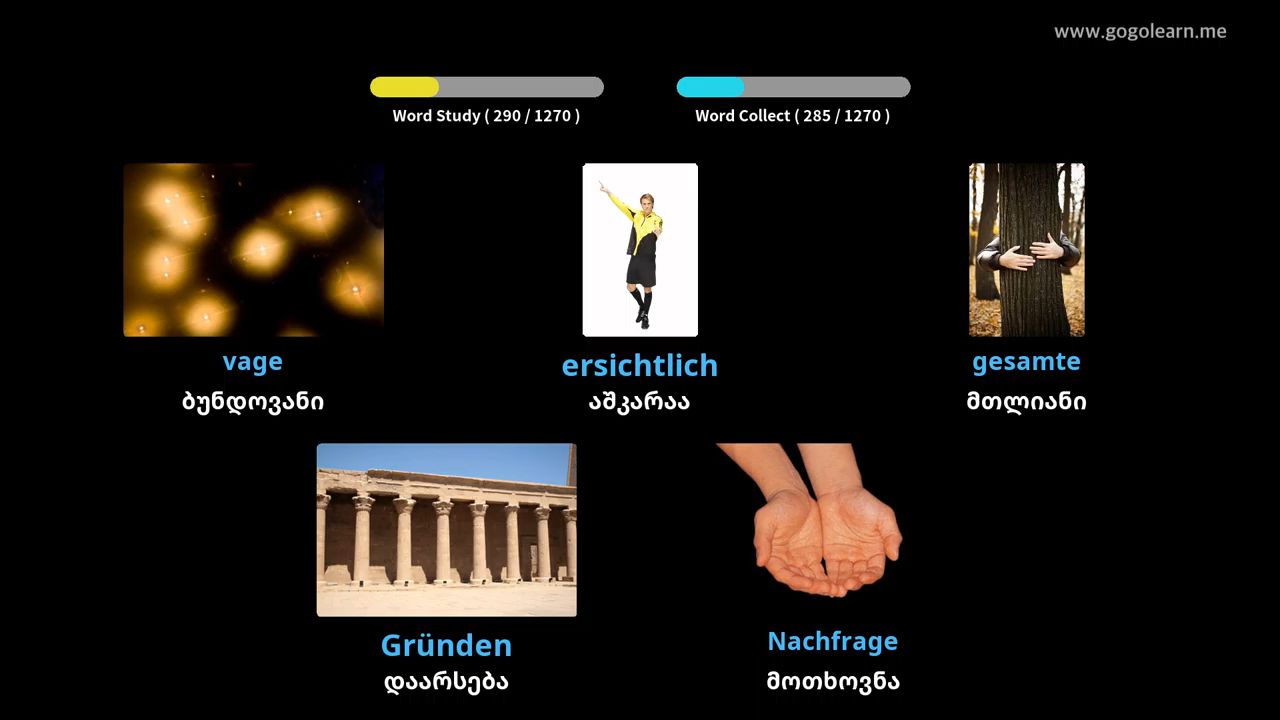 www.gogolearn.me
Word Study ( 290 / 1270 )
Word Collect ( 285 / 1270 )
vage
ersichtlich
gesamte
ბუნდოვანი
აშკარაა
მთლიანი
Gründen
Nachfrage
დაარსება
მოთხოვნა